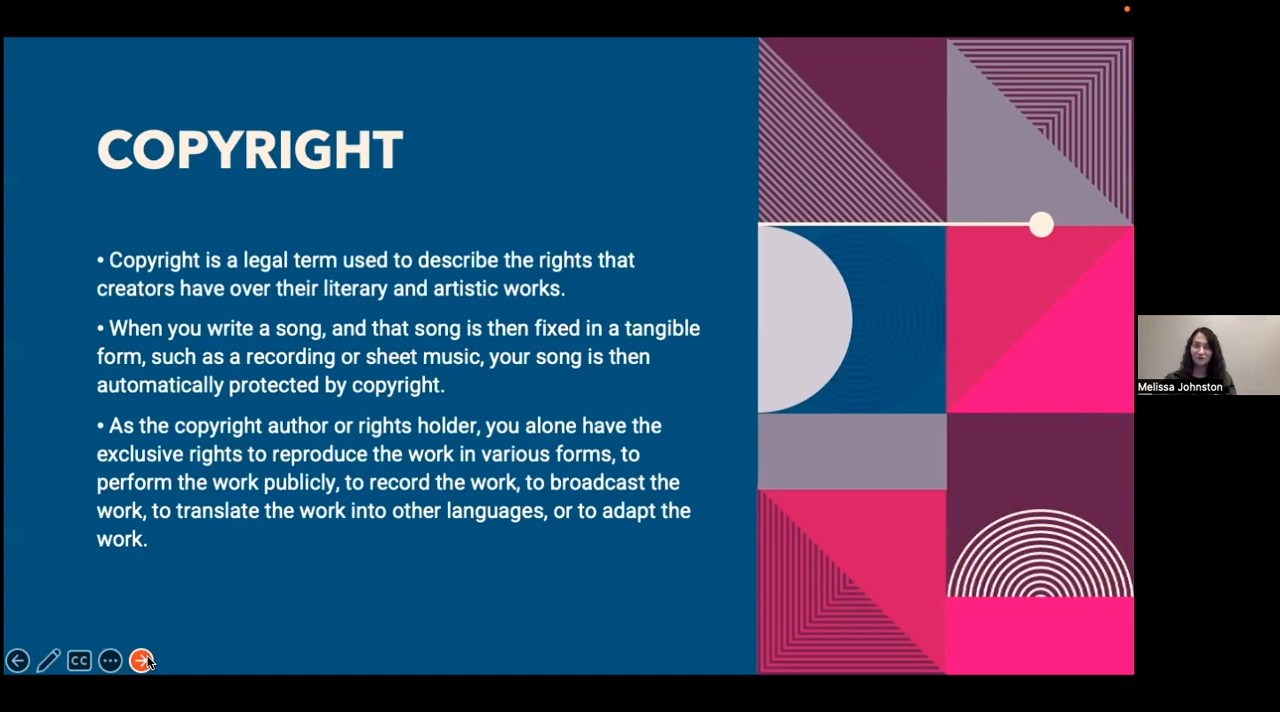 COPYRIGHT
• Copyright is a legal term used to describe the rights that
creators have over their literary and artistic works.
• When you write a song, and that song is then fixed in a tangible
form, such as a recording or sheet music, your song is then
automatically protected by copyright.
• As the copyright author or rights holder, you alone have the
exclusive rights to reproduce the work in various forms, to
perform the work publicly, to record the work, to broadcast the
work, to translate the work into other languages, or to adapt the
work.
Melissa Johnston
CC